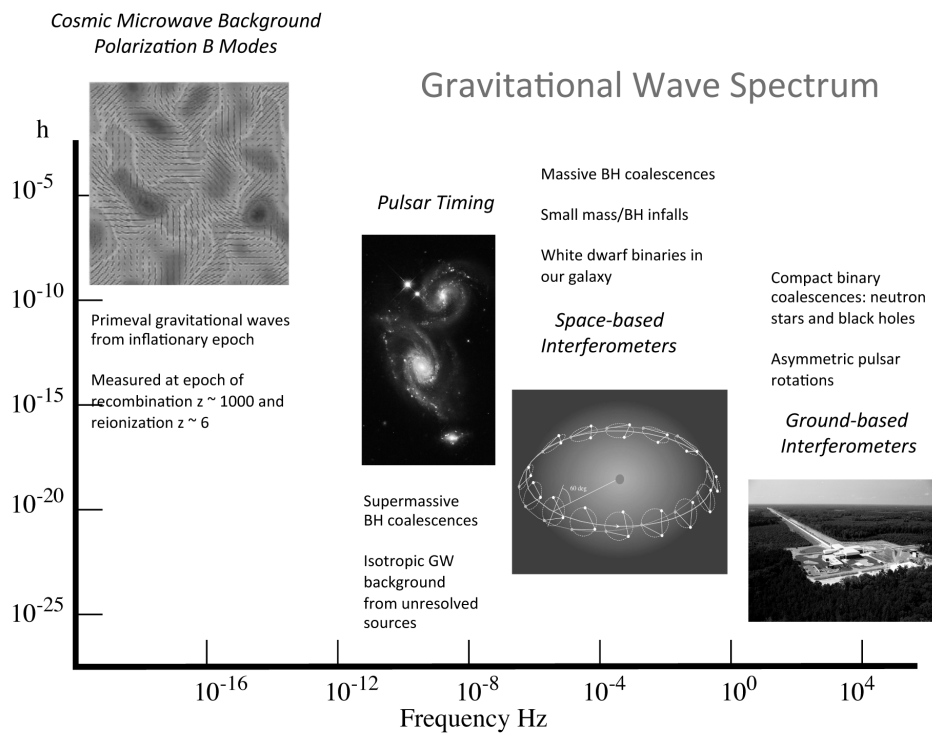 Cosmic Microwave Background
Polarization B Modes
Gravitational Wave Spectrum
h
10-5
10-10
10-15
10-20
10-25
Primeval gravitational waves
from inflationary epoch
Measured at epoch of
recombination z ~ 1000 and
reionization z ~ 6
Pulsar Timing
Supermassive
BH coalescences
Isotropic GW
background
from unresolved
sources
Massive BH coalescences
Small mass/BH infalls
White dwarf binaries in
our galaxy
Space-based
Interferometers
60 deg
Compact binary
coalescences: neutron
stars and black holes
Asymmetric pulsar
rotations
Ground-based
Interferometers
10-16 10-12 10-8 10-4 100 104
Frequency Hz